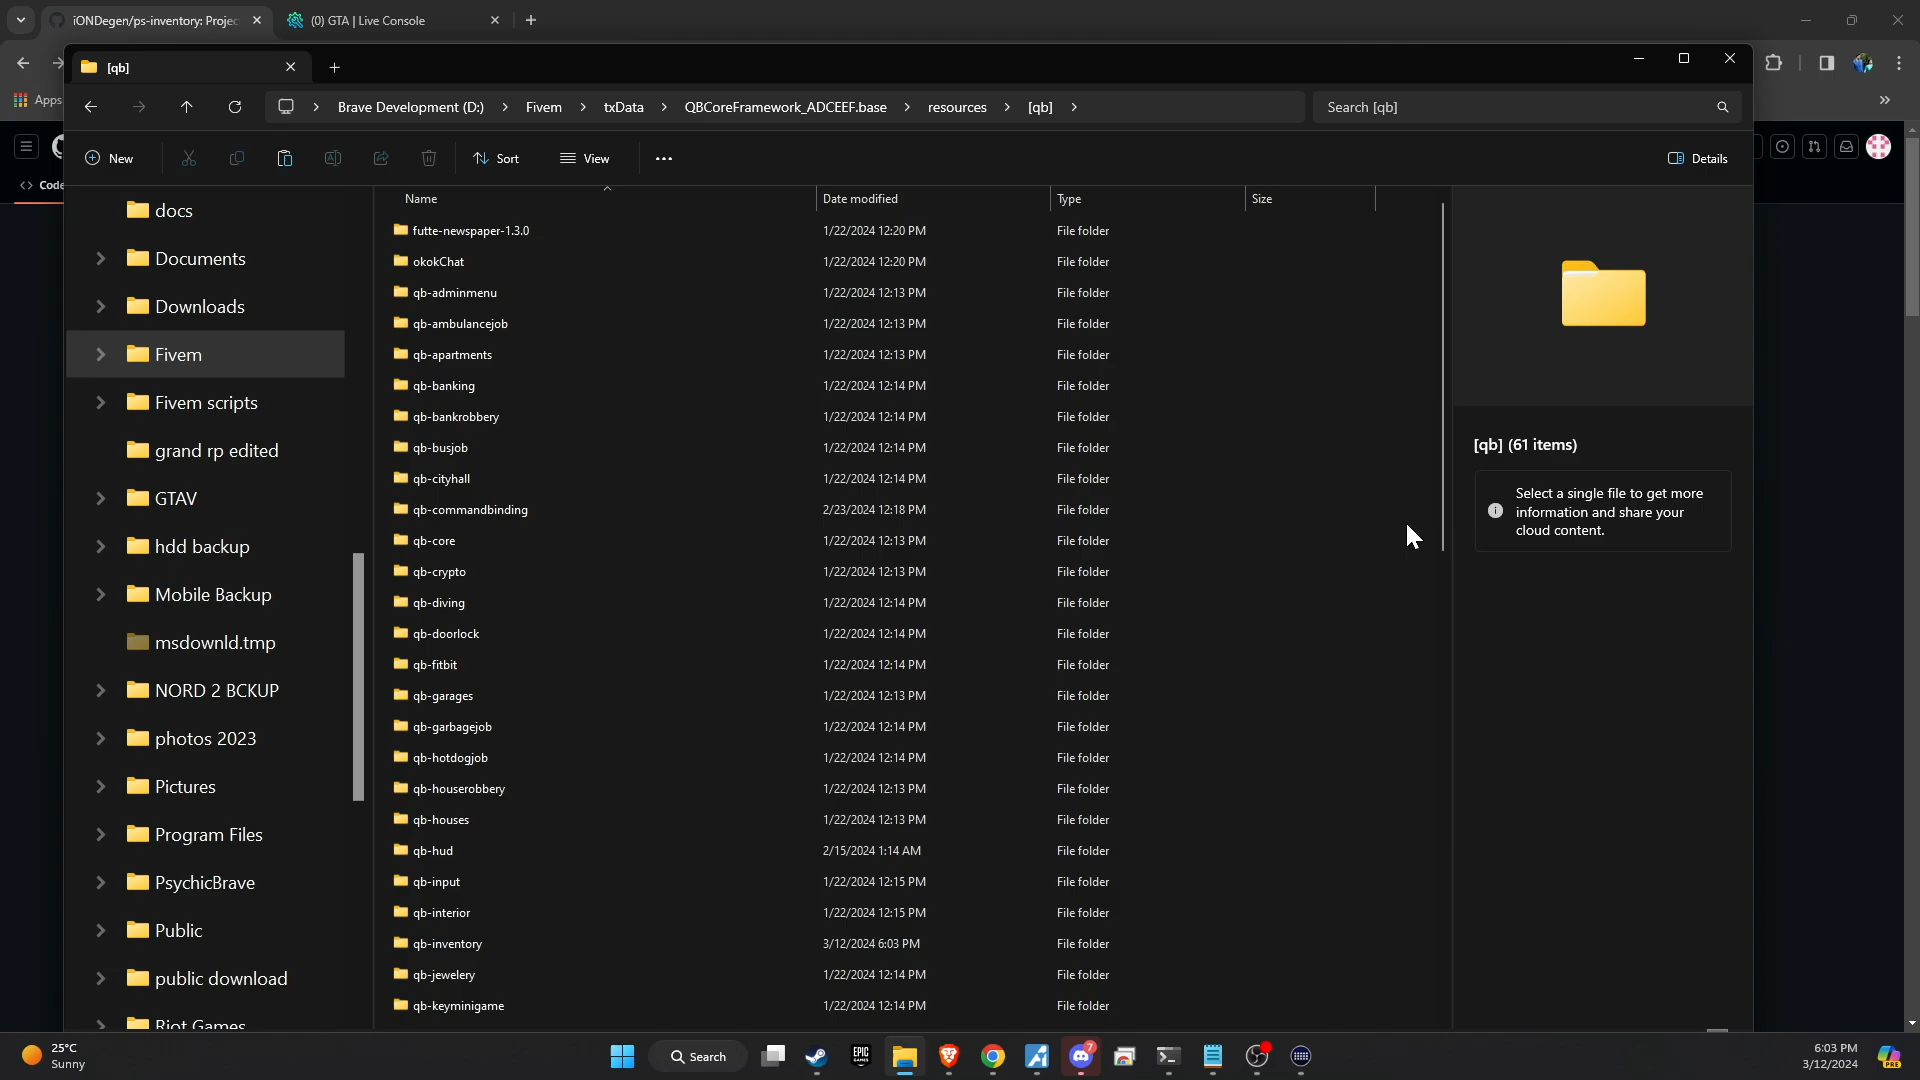 iONDegen/ps-inventory: Projec
(0) GTA | Live Console
Apps
Code
[qb]
Brave Development (D:) > Fivem > txData > QBCoreFramework_ADCEEF.base > resources > [qb] >
Search [qb]
New
Sort
View
Details
docs
Documents
Downloads
Fivem
Fivem scripts
grand rp edited
GTAV
hdd backup
Mobile Backup
msdownld.tmp
NORD 2 BCKUP
photos 2023
Pictures
Program Files
PsychicBrave
Public
public download
Riot Games
Name Date modified Type Size
futte-newspaper-1.3.0 1/22/2024 12:20 PM File folder
okokChat 1/22/2024 12:20 PM File folder
qb-adminmenu 1/22/2024 12:13 PM File folder
qb-ambulancejob 1/22/2024 12:13 PM File folder
qb-apartments 1/22/2024 12:13 PM File folder
qb-banking 1/22/2024 12:14 PM File folder
qb-bankrobbery 1/22/2024 12:14 PM File folder
qb-busjob 1/22/2024 12:14 PM File folder
qb-cityhall 1/22/2024 12:14 PM File folder
qb-commandbinding 2/23/2024 12:18 PM File folder
qb-core 1/22/2024 12:13 PM File folder
qb-crypto 1/22/2024 12:13 PM File folder
qb-diving 1/22/2024 12:14 PM File folder
qb-doorlock 1/22/2024 12:14 PM File folder
qb-fitbit 1/22/2024 12:14 PM File folder
qb-garages 1/22/2024 12:13 PM File folder
qb-garbagejob 1/22/2024 12:14 PM File folder
qb-hotdogjob 1/22/2024 12:14 PM File folder
qb-houserobbery 1/22/2024 12:13 PM File folder
qb-houses 1/22/2024 12:13 PM File folder
qb-hud 2/15/2024 1:14 AM File folder
qb-input 1/22/2024 12:15 PM File folder
qb-interior 1/22/2024 12:15 PM File folder
qb-inventory 3/12/2024 6:03 PM File folder
qb-jewelery 1/22/2024 12:14 PM File folder
qb-keyminigame 1/22/2024 12:14 PM File folder
[qb] (61 items)
Select a single file to get more
information and share your
cloud content.
25°C
Sunny
Search
EPIC
GAMES
7
6:03 PM
3/12/2024
PRE